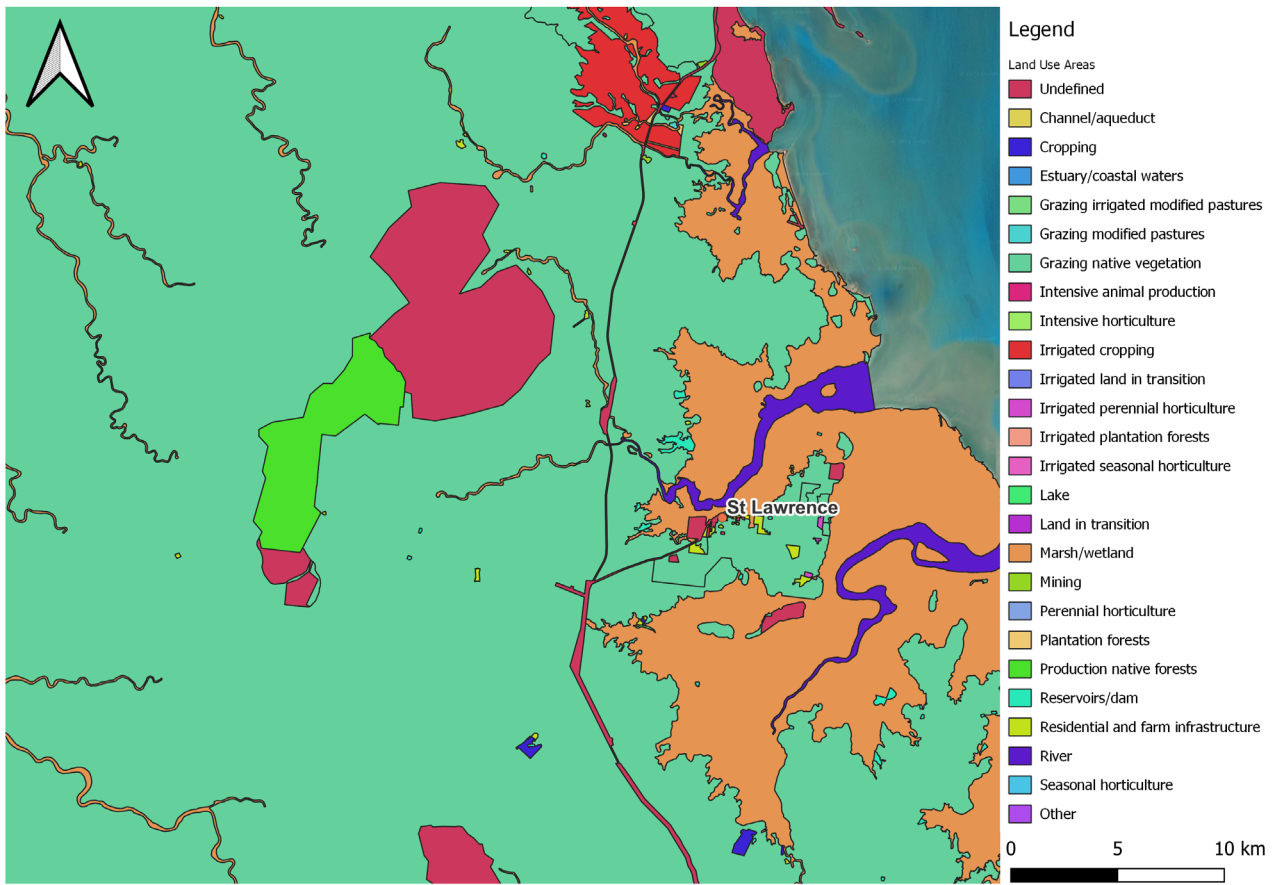 Legend
Land Use Areas
Undefined
Channel/aqueduct
Cropping
Estuary/coastal waters
Grazing irrigated modified pastures
Grazing modified pastures
Grazing native vegetation
Intensive animal production
Intensive horticulture
Irrigated cropping
Irrigated land in transition
Irrigated perennial horticulture
Irrigated plantation forests
Irrigated seasonal horticulture
Lake
Land in transition
Marsh/wetland
Mining
Perennial horticulture
Plantation forests
Production native forests
Reservoirs/dam
Residential and farm infrastructure
River
Seasonal horticulture
Other
0 5 10 km
St Lawrence